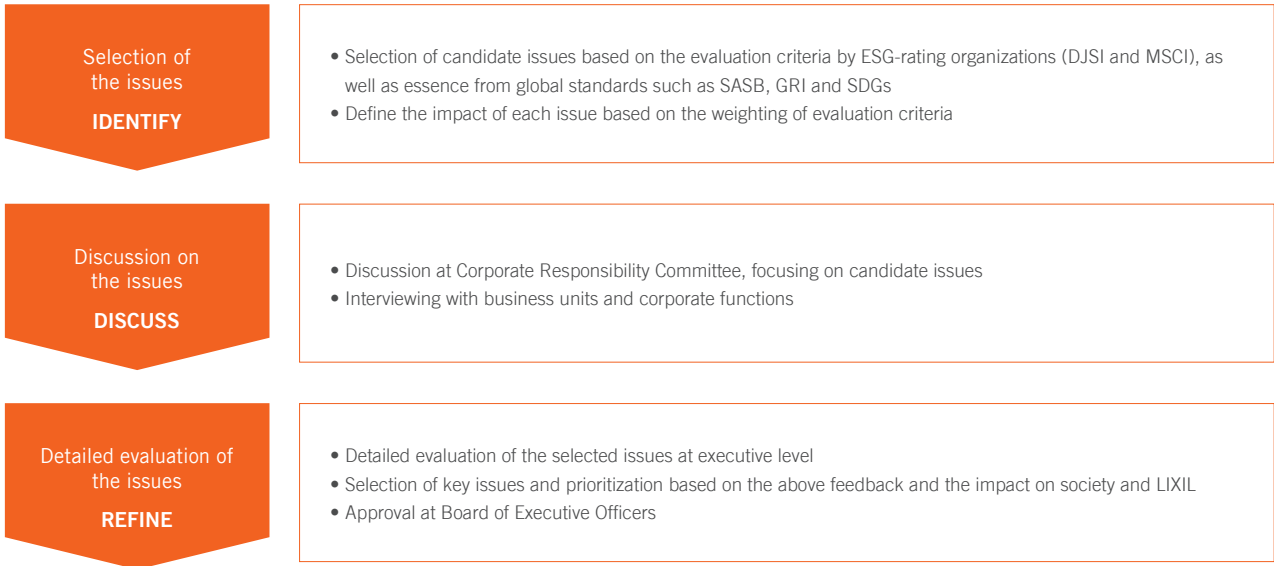 Selection of
the issues
IDENTIFY
• Selection of candidate issues based on the evaluation criteria by ESG-rating organizations (DJSI and MSCI), as
well as essence from global standards such as SASB, GRI and SDGs
• Define the impact of each issue based on the weighting of evaluation criteria
Discussion on
the issues
DISCUSS
• Discussion at Corporate Responsibility Committee, focusing on candidate issues
• Interviewing with business units and corporate functions
Detailed evaluation of
the issues
REFINE
• Detailed evaluation of the selected issues at executive level
• Selection of key issues and prioritization based on the above feedback and the impact on society and LIXIL
• Approval at Board of Executive Officers